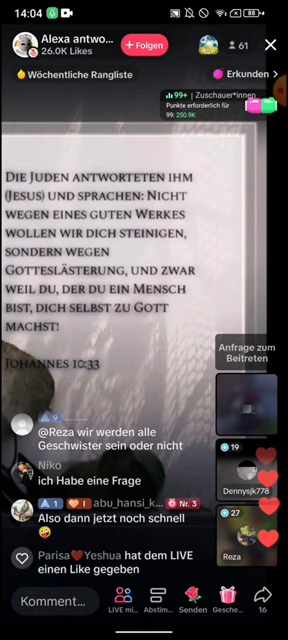 14:04
88
Alexa antwo...
26.0K Likes
+ Folgen
61
Wöchentliche Rangliste
Erkunden >
99+ | Zuschauer*innen
Punkte erforderlich für
99: 250.9K
Die Juden antworteten ihm
(Jesus) und sprachen: Nicht
wegen eines guten Werkes
wollen wir dich steinigen,
sondern wegen
Gotteslästerung, und zwar
weil du, der du ein Mensch
bist, dich selbst zu Gott
machst!
Johannes 10:33
Anfrage zum
Beitreten
9 ..........
@Reza wir werden alle
Geschwister sein oder nicht
19
Dennysjk778
Niko
ich Habe eine Frage
1 1 abu_hansi_k... Nr. 3
Also dann jetzt noch schnell
🤪
27
Reza
Parisa❤️Yeshua hat dem LIVE
einen Like gegeben
Komment...
LIVE mi...
Abstim...
Senden
Gesche...
16